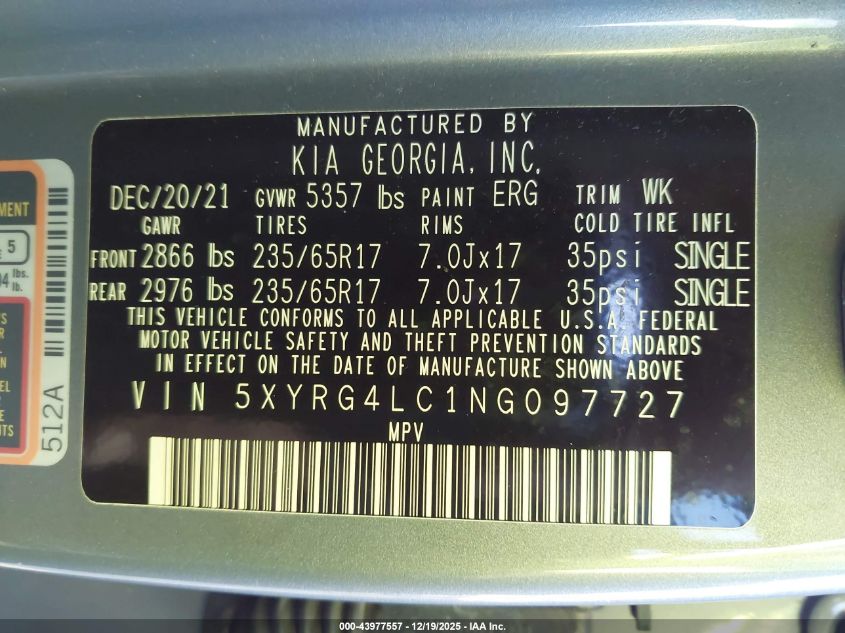 MANUFACTURED BY
KIA GEORGIA, INC.
DEC/20/21 GVWR 5357 lbs PAINT ERG TRIM WK
GAWR TIRES RIMS COLD TIRE INFL
FRONT 2866 lbs 235/65R17 7.0Jx17 35psi SINGLE
REAR 2976 lbs 235/65R17 7.0Jx17 35psi SINGLE
THIS VEHICLE CONFORMS TO ALL APPLICABLE U.S.A. FEDERAL
MOTOR VEHICLE SAFETY AND THEFT PREVENTION STANDARDS
IN EFFECT ON THE DATE OF MANUFACTURE SHOWN ABOVE
VIN 5XYRG4LC1NG097727
MPV
5
lbs.
lb.
512A
000-43977557 - 12/19/2025 - IAA Inc.